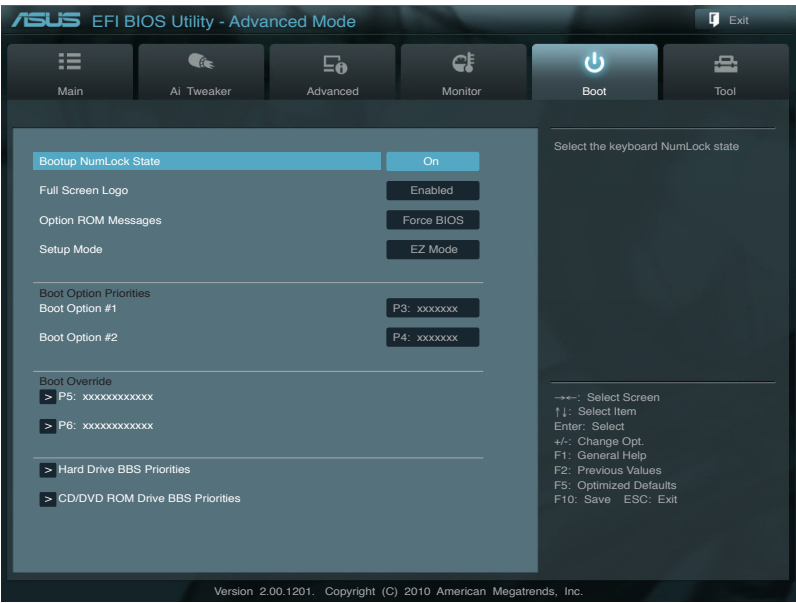 ASUS EFI BIOS Utility - Advanced Mode
Exit
Main
Ai Tweaker
Advanced
Monitor
Boot
Tool
Bootup NumLock State On
Full Screen Logo Enabled
Option ROM Messages Force BIOS
Setup Mode EZ Mode
Boot Option Priorities
Boot Option #1 P3: xxxxxxx
Boot Option #2 P4: xxxxxxx
Boot Override
> P5: xxxxxxxxxxxx
> P6: xxxxxxxxxxxx
> Hard Drive BBS Priorities
> CD/DVD ROM Drive BBS Priorities
Select the keyboard NumLock state
→←: Select Screen
↑↓: Select Item
Enter: Select
+/-: Change Opt.
F1: General Help
F2: Previous Values
F5: Optimized Defaults
F10: Save ESC: Exit
Version 2.00.1201. Copyright (C) 2010 American Megatrends, Inc.